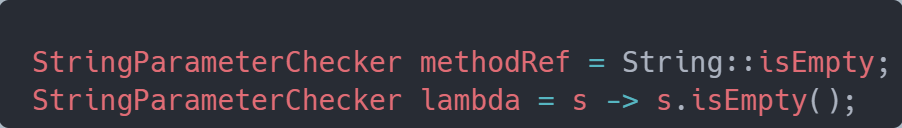 StringParameterChecker methodRef = String::isEmpty;
StringParameterChecker lambda = s -> s.isEmpty();